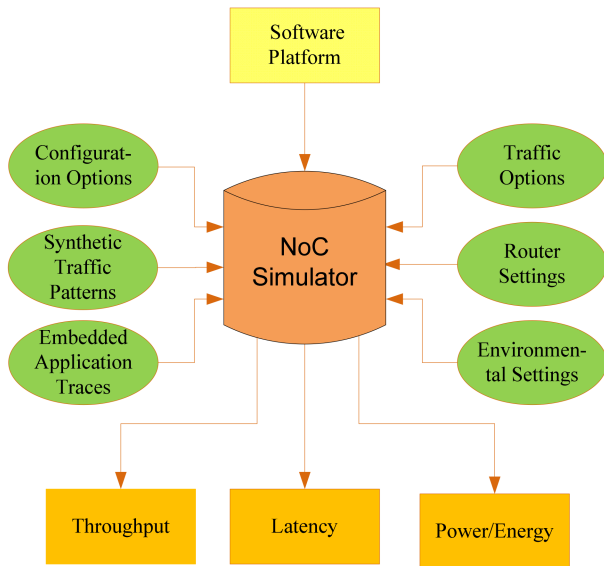 Software
Platform
Configurat-
ion Options
Traffic
Options
NoC
Simulator
Synthetic
Traffic
Patterns
Router
Settings
Embedded
Application
Traces
Environmen-
tal Settings
Throughput
Latency
Power/Energy